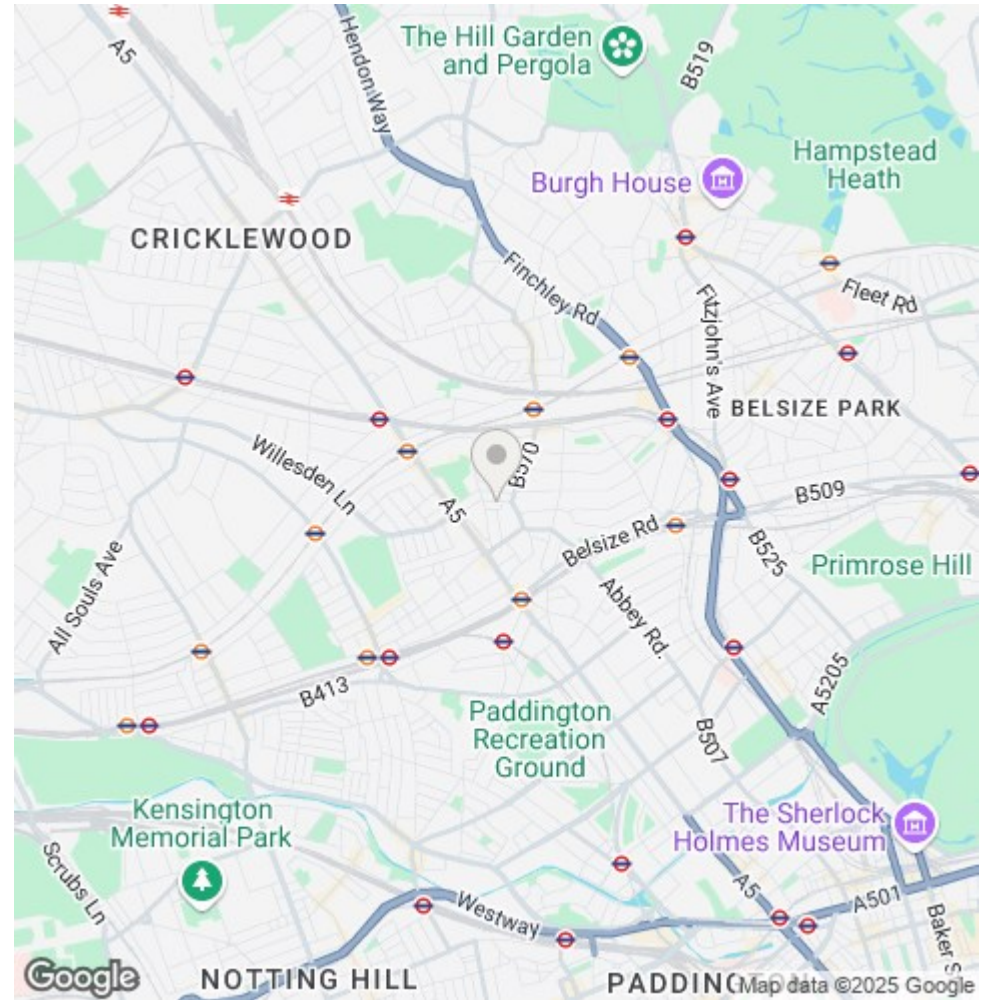 A5
Hendon Way
The Hill Garden
and Pergola
B519
Hampstead
Heath
Burgh House
CRICKLEWOOD
Finchley Rd
Fitzjohn's Ave
Fleet Rd
BELSIZE PARK
Willesden Ln
A5
B570
B509
Belsize Rd
B525
Primrose Hill
All Souls Ave
Abbey Rd.
A5205
B413
Paddington
Recreation
Ground
B507
Kensington
Memorial Park
The Sherlock
Holmes Museum
Scrubs Ln
A5
A501
Westway
Baker S
Google
NOTTING HILL
PADDINGTON
Map data ©2025 Google